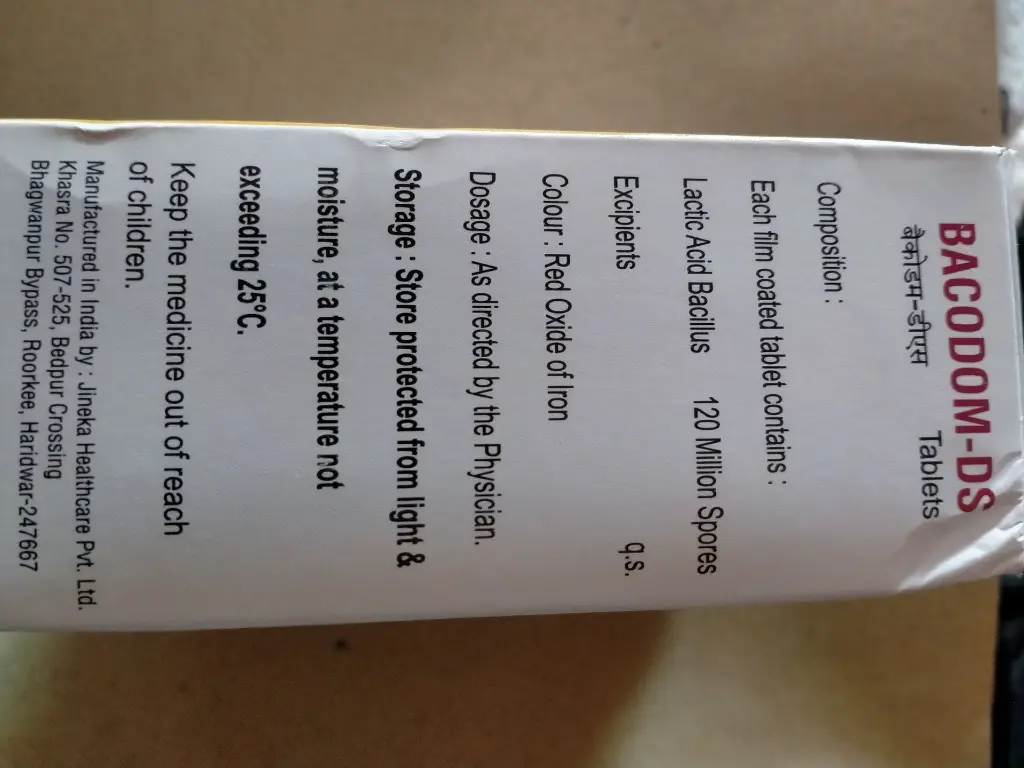 BACODOM-DS
बैकोडम-डीएस Tablets
Composition :
Each film coated tablet contains :
Lactic Acid Bacillus 120 Million Spores
Excipients q.s.
Colour : Red Oxide of Iron
Dosage : As directed by the Physician.
Storage : Store protected from light &
moisture, at a temperature not
exceeding 25°C.
Keep the medicine out of reach
of children.
Manufactured in India by : Jineka Healthcare Pvt. Ltd.
Khasra No. 507-525, Bedpur Crossing
Bhagwanpur Bypass, Roorkee, Haridwar-247667